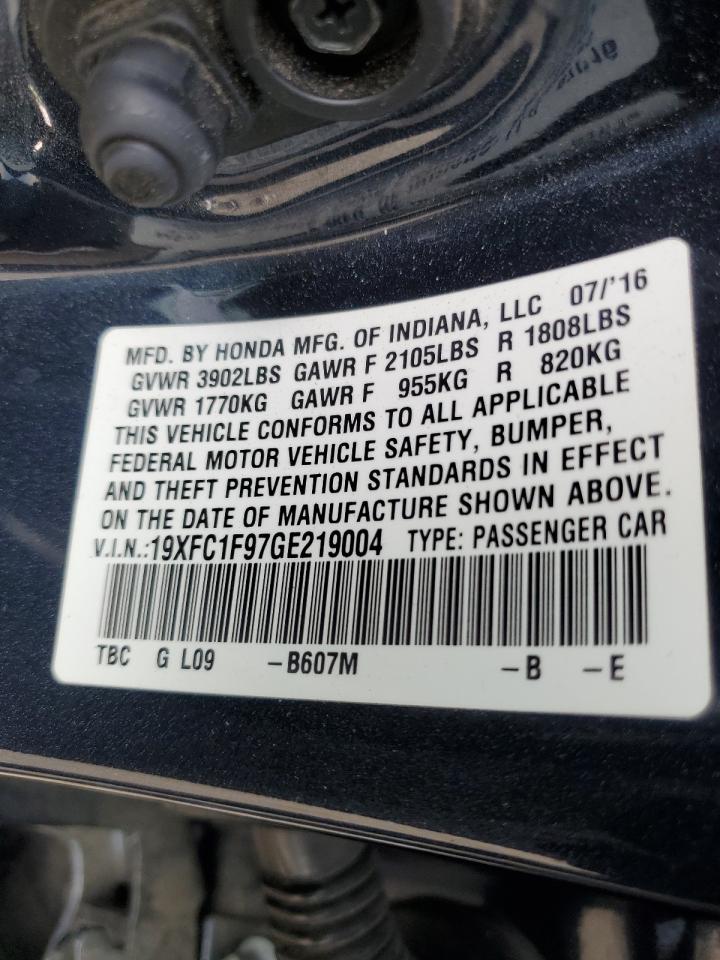 MFD. BY HONDA MFG. OF INDIANA, LLC 07/'16
GVWR 3902LBS GAWR F 2105LBS R 1808LBS
GVWR 1770KG GAWR F 955KG R 820KG
THIS VEHICLE CONFORMS TO ALL APPLICABLE
FEDERAL MOTOR VEHICLE SAFETY, BUMPER,
AND THEFT PREVENTION STANDARDS IN EFFECT
ON THE DATE OF MANUFACTURE SHOWN ABOVE.
V.I.N.:19XFC1F97GE219004 TYPE: PASSENGER CAR
TBC G L09 -B607M -B -E